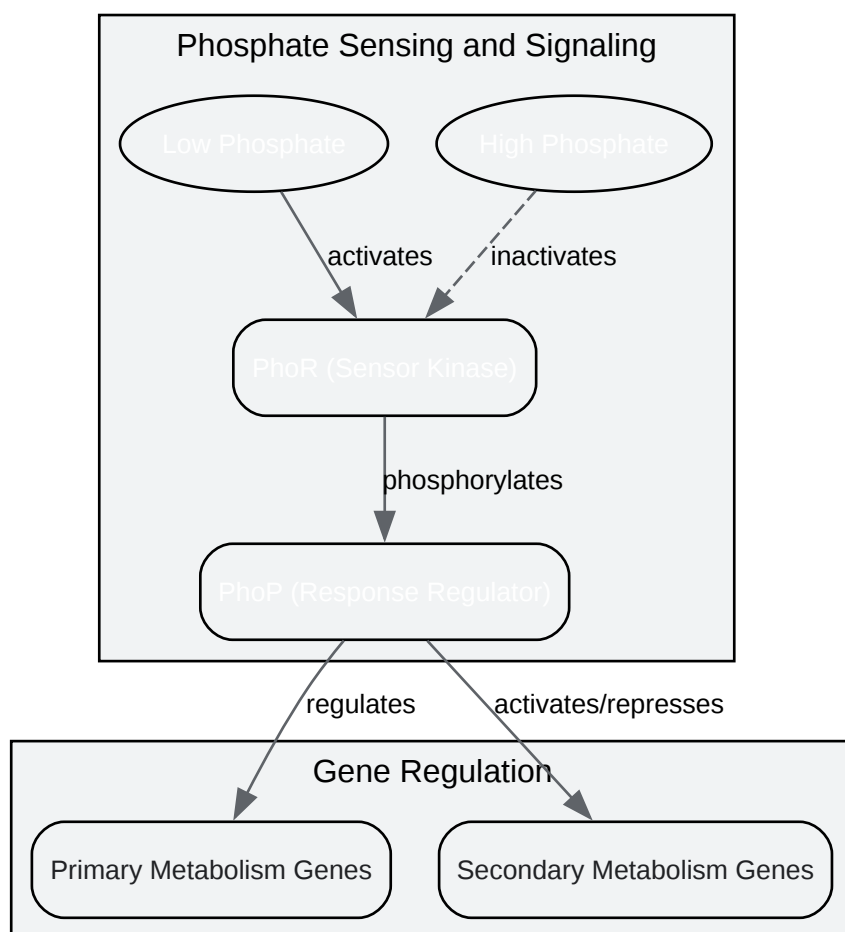 Phosphate Sensing and Signaling
Low Phosphate
High Phosphate
activates
inactivates
PhoR (Sensor Kinase)
phosphorylates
PhoP (Response Regulator)
regulates
activates/represses
Gene Regulation
Primary Metabolism Genes
Secondary Metabolism Genes